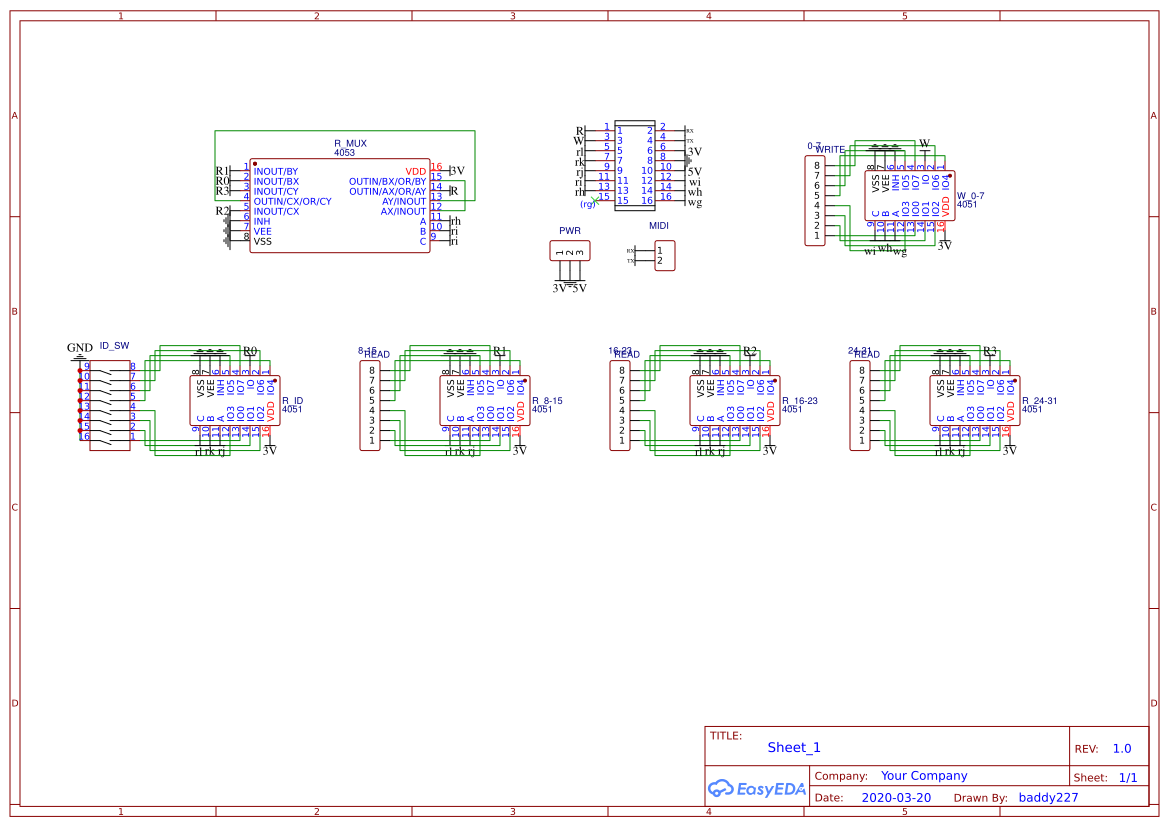 1 2 3 4 5
A A
R_MUX
4053
R1 1 INOUT/BY VDD 16 3V
R0 2 INOUT/BX OUTIN/BX/OR/BY 15
R3 3 INOUT/CY OUTIN/AX/OR/AY 14 R
4 OUTIN/CX/OR/CY AY/INOUT 13
R2 5 INOUT/CX AX/INOUT 12
6 INH A 11 rh
7 VEE B 10 ri
8 VSS C 9 ri
R 1 1 2 2 RX
W 3 3 4 4 TX
rl 5 5 6 6 3V
rk 7 7 8 8
rj 9 9 10 10 5V
ri 11 11 12 12 wi
rh 13 13 14 14 wh
(rg) 15 15 16 16 wg
PWR
1 2 3
3V 5V
MIDI
RX 1
TX 2
0-7
WRITE
W
8 7 6 5 4 3 2 1
8 7 6 5 4 3 2 1
VSS VEE INH IO5 IO7 IO IO6 IO4
C B A IO3 IO0 IO1 IO2 VDD
9 10 11 12 13 14 15 16
W_0-7
4051
wi wh wg
3V
B B
GND
ID_SW
9 8
10 7
11 6
12 5
13 4
14 3
15 2
16 1
R0
8 7 6 5 4 3 2 1
VSS VEE INH IO5 IO7 IO IO6 IO4
C B A IO3 IO0 IO1 IO2 VDD
9 10 11 12 13 14 15 16
R_ID
4051
rl rk rj
3V
8-15
READ
R1
8 7 6 5 4 3 2 1
8 7 6 5 4 3 2 1
VSS VEE INH IO5 IO7 IO IO6 IO4
C B A IO3 IO0 IO1 IO2 VDD
9 10 11 12 13 14 15 16
R_8-15
4051
rl rk rj
3V
16-23
READ
R2
8 7 6 5 4 3 2 1
8 7 6 5 4 3 2 1
VSS VEE INH IO5 IO7 IO IO6 IO4
C B A IO3 IO0 IO1 IO2 VDD
9 10 11 12 13 14 15 16
R_16-23
4051
rl rk rj
3V
24-31
READ
R3
8 7 6 5 4 3 2 1
8 7 6 5 4 3 2 1
VSS VEE INH IO5 IO7 IO IO6 IO4
C B A IO3 IO0 IO1 IO2 VDD
9 10 11 12 13 14 15 16
R_24-31
4051
rl rk rj
3V
C C
D D
TITLE:
Sheet_1
REV: 1.0
EasyEDA
Company: Your Company
Sheet: 1/1
Date: 2020-03-20 Drawn By: baddy227
1 2 3 4 5